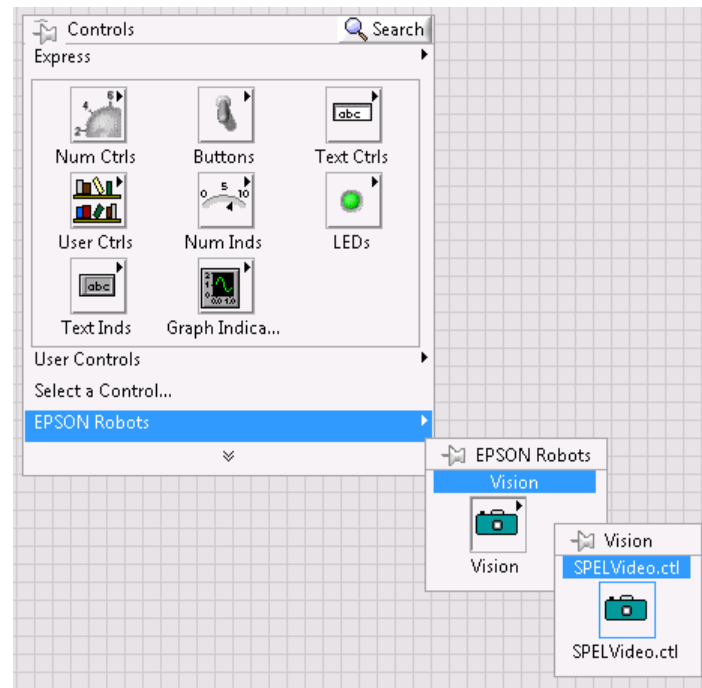 Controls
Search
Express
Num Ctrls
Buttons
Text Ctrls
User Ctrls
Num Inds
LEDs
Text Inds
Graph Indica...
User Controls
Select a Control...
EPSON Robots
EPSON Robots
Vision
Vision
Vision
SPELVideo.ctl
SPELVideo.ctl